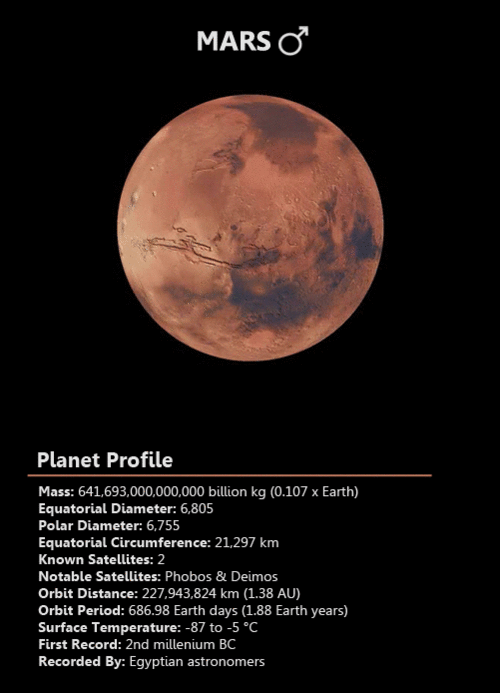 MARS ♂
Planet Profile
Mass: 641,693,000,000,000 billion kg (0.107 x Earth)
Equatorial Diameter: 6,805
Polar Diameter: 6,755
Equatorial Circumference: 21,297 km
Known Satellites: 2
Notable Satellites: Phobos & Deimos
Orbit Distance: 227,943,824 km (1.38 AU)
Orbit Period: 686.98 Earth days (1.88 Earth years)
Surface Temperature: -87 to -5 °C
First Record: 2nd millenium BC
Recorded By: Egyptian astronomers